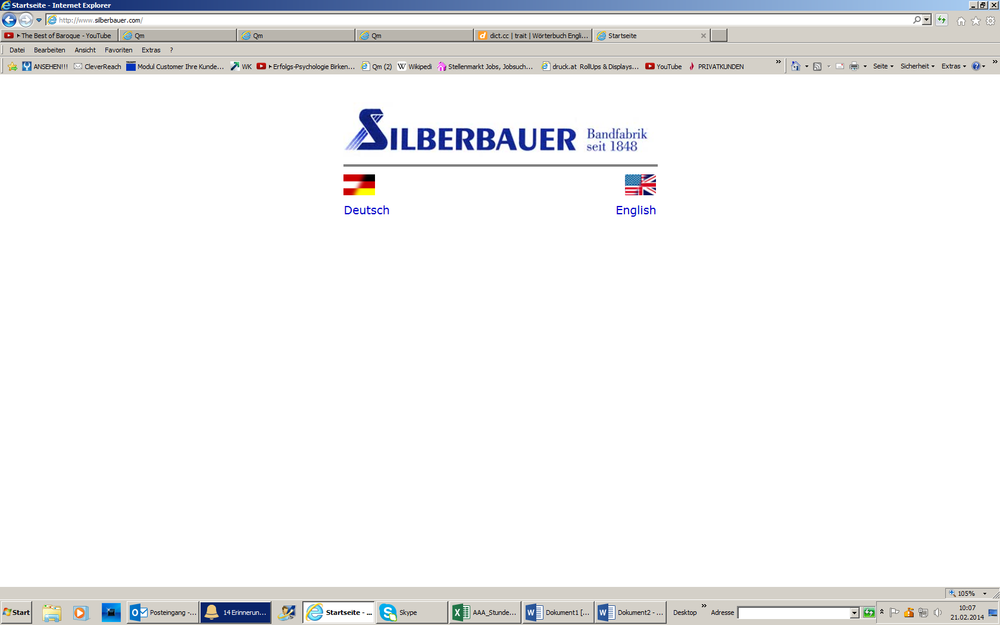 Startseite - Internet Explorer
http://www.silberbauer.com/
The Best of Baroque - YouTube
Qm
Qm
Qm
dict.cc | trait | Wörterbuch Engli...
Startseite
Datei Bearbeiten Ansicht Favoriten Extras ?
ANSEHEN!!! CleverReach Modul Customer Ihre Kunde... WK Erfolgs-Psychologie Birken... Qm (2) Wikipedi Stellenmarkt Jobs, Jobsuch... druck.at RollUps & Displays... YouTube PRIVATKUNDEN » Seite Sicherheit Extras »
SILBERBAUER Bandfabrik
seit 1848
Deutsch English
105%
Start Posteingang -... 14 Erinnerun... Startseite - ... Skype AAA_Stunde... Dokument1 [... Dokument2 - ... Desktop » Adresse
10:07
21.02.2014